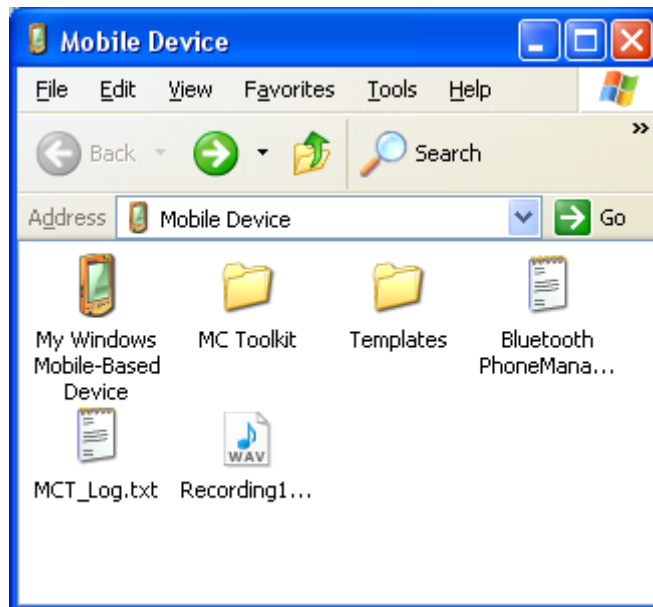 Mobile Device
File Edit View Favorites Tools Help
Back Search »
Address Mobile Device Go
My Windows Mobile-Based Device
MC Toolkit
Templates
Bluetooth PhoneMana...
MCT_Log.txt
WAV
Recording1...